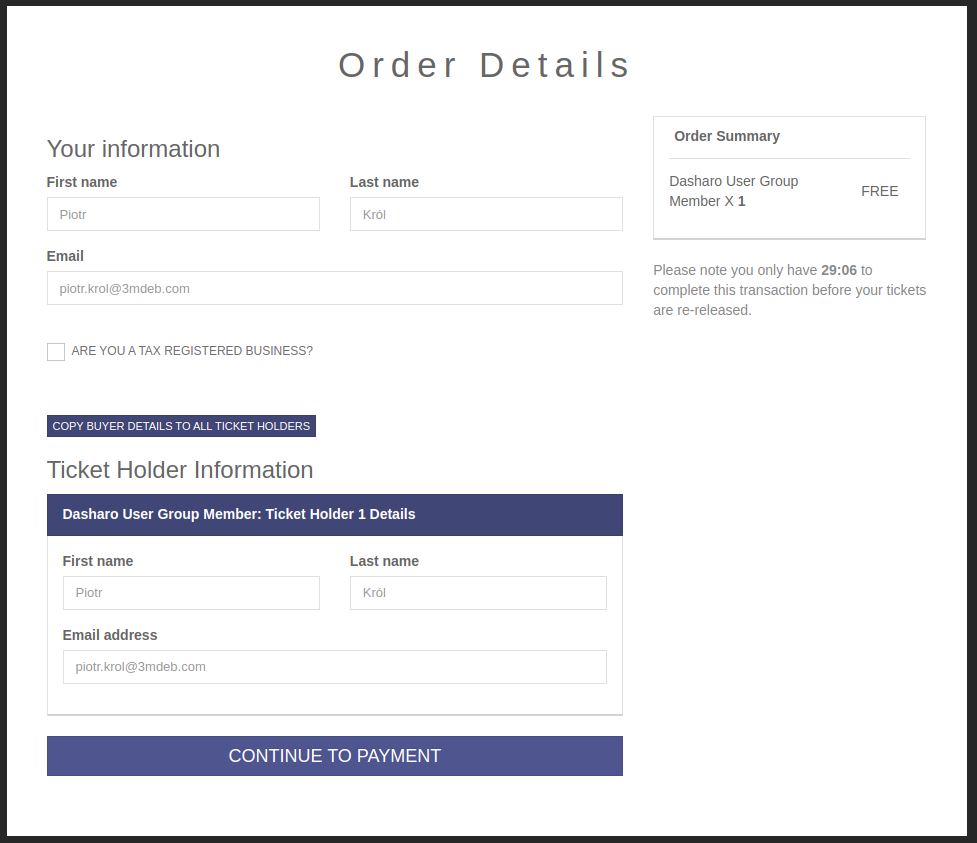 Order Details
Your information
First name
Last name
Piotr
Król
Email
piotr.krol@3mdeb.com
ARE YOU A TAX REGISTERED BUSINESS?
COPY BUYER DETAILS TO ALL TICKET HOLDERS
Ticket Holder Information
Dasharo User Group Member: Ticket Holder 1 Details
First name
Last name
Piotr
Król
Email address
piotr.krol@3mdeb.com
CONTINUE TO PAYMENT
Order Summary
Dasharo User Group
Member X 1
FREE
Please note you only have 29:06 to
complete this transaction before your tickets
are re-released.